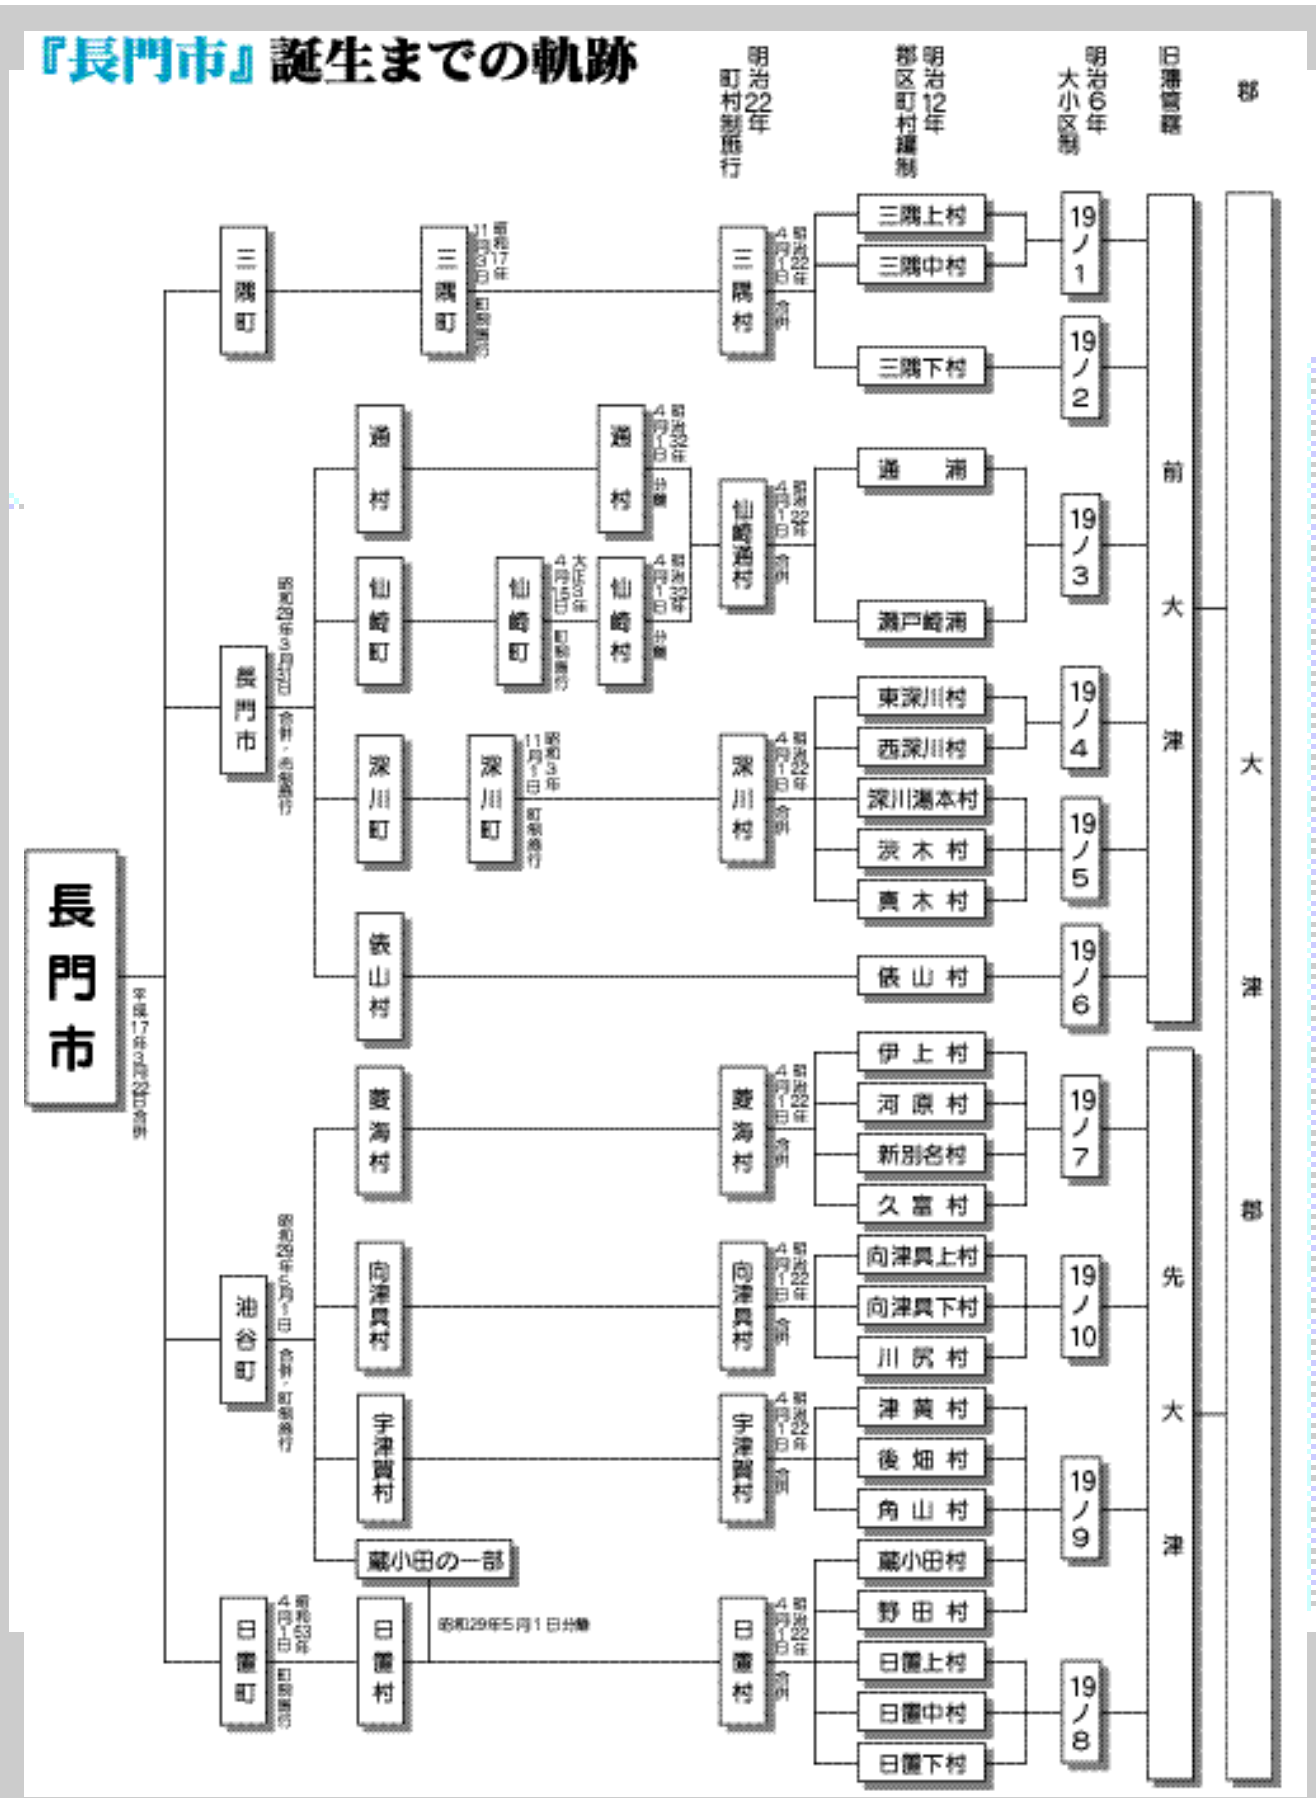 『長門市』誕生までの軌跡
郡
旧藩管轄
明治6年
大小区制
明治12年
郡区町村編制
明治22年
町村制施行
大津郡
前大津
先大津
19ノ1
19ノ2
19ノ3
19ノ4
19ノ5
19ノ6
19ノ7
19ノ10
19ノ9
19ノ8
三隅上村
三隅中村
三隅下村
通浦
瀬戸崎浦
東深川村
西深川村
深川湯本村
渋木村
真木村
俵山村
伊上村
河原村
新別名村
久富村
向津具上村
向津具下村
川尻村
津黄村
後畑村
角山村
蔵小田村
野田村
日置上村
日置中村
日置下村
三隅村
明治22年
4月1日 合併
仙崎通村
明治22年
4月1日 合併
深川村
明治22年
4月1日 合併
菱海村
明治22年
4月1日 合併
向津具村
明治22年
4月1日 合併
宇津賀村
明治22年
4月1日 合併
日置村
明治22年
4月1日 合併
通村
明治32年
4月1日 分離
仙崎村
明治32年
4月1日 分離
仙崎町
大正3年
4月15日 町制施行
深川町
昭和3年
11月1日 町制施行
三隅町
昭和17年
11月3日 町制施行
通村
仙崎町
深川町
俵山村
菱海村
向津具村
宇津賀村
蔵小田の一部
昭和29年5月1日分離
日置村
三隅町
長門市
昭和29年3月31日 合併・市制施行
油谷町
昭和29年5月1日 合併・町制施行
日置町
昭和53年
4月1日 町制施行
長門市
平成17年3月22日合併